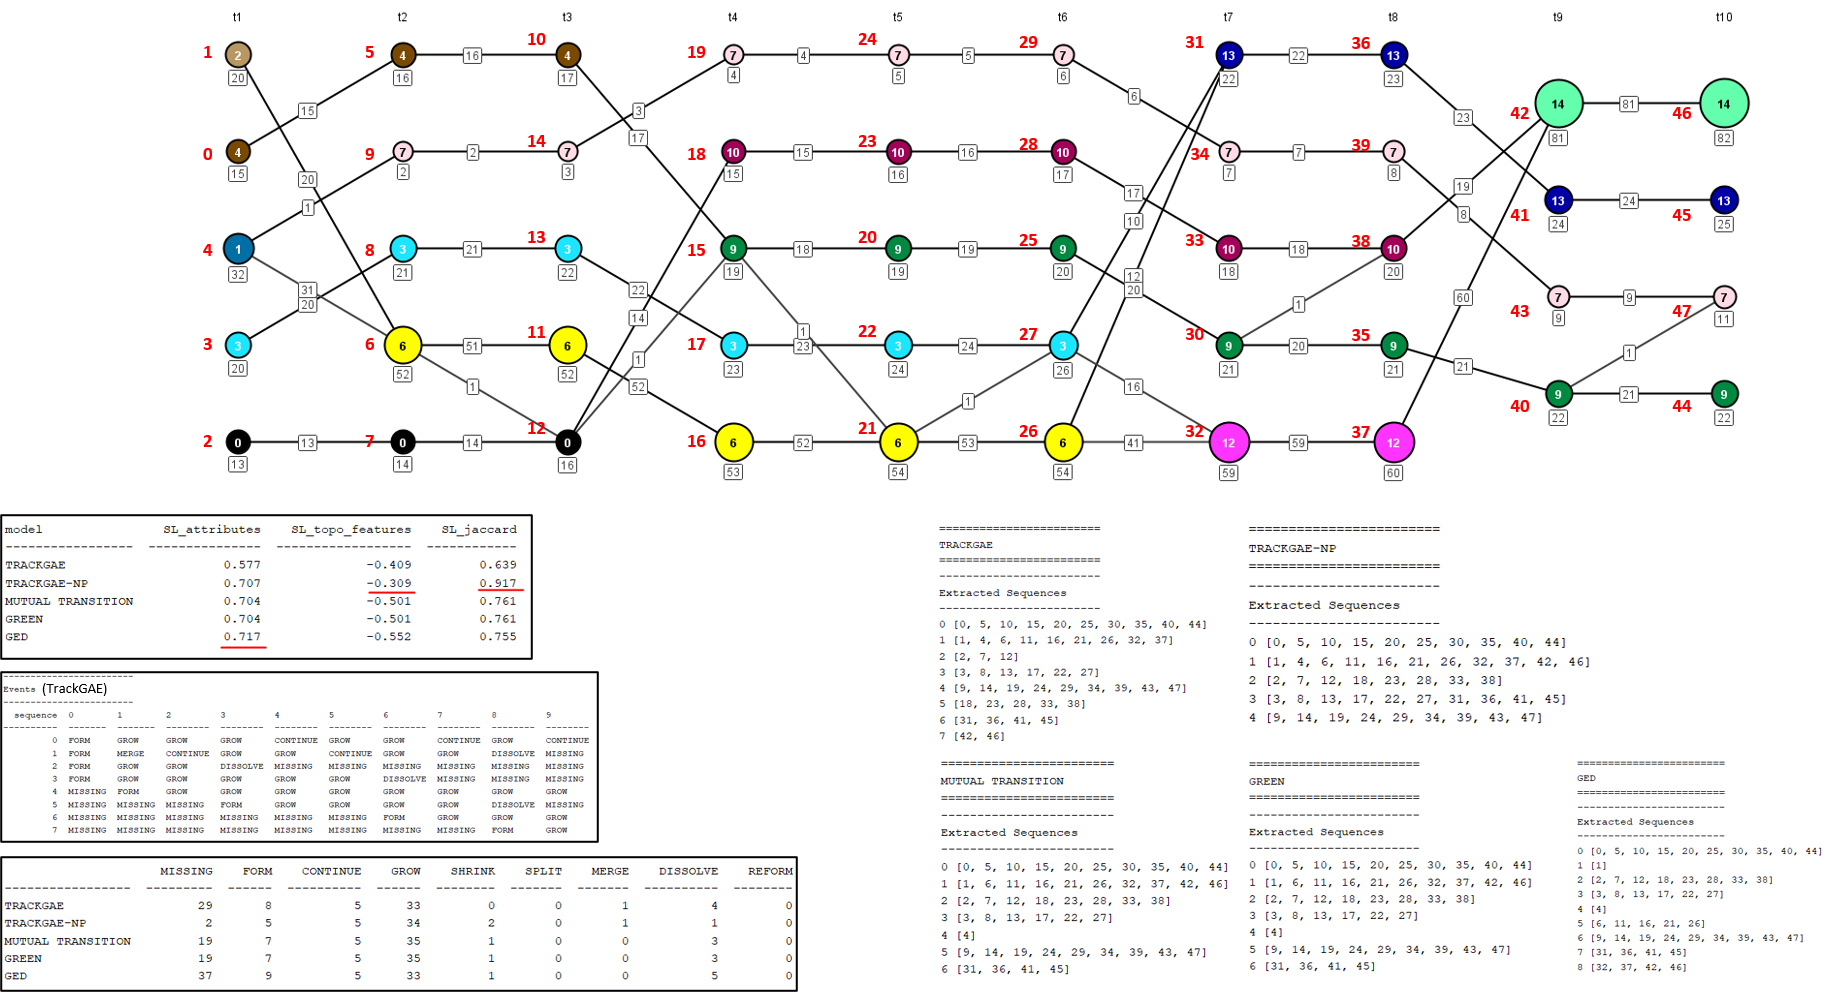 t1 t2 t3 t4 t5 t6 t7 t8 t9 t10
1 2 20 5 4 16 16 10 4 17 19 7 4 4 24 7 5 5 29 7 6 31 13 22 22 36 13 23
42 14 81 81 46 14 82
15 3 17 6 23
0 4 15 20 1 9 7 2 2 14 7 3 18 10 15 15 23 10 16 16 28 10 17 17 10 34 7 7 7 39 7 8 19 8 41 13 24 24 45 13 25
4 1 32 8 3 21 21 13 3 22 15 9 19 18 20 9 19 19 25 9 20 12 20 33 10 18 18 38 10 20
31 20 22 14 1 60 43 7 9 9 47 7 11
3 3 20 6 6 52 51 11 6 52 17 3 23 23 22 3 24 24 27 3 26 30 9 21 20 35 9 21
1 1 52 1 16 21 1 40 9 22 21 44 9 22
2 0 13 13 7 0 14 14 12 0 16 16 6 53 52 21 6 54 53 26 6 54 41 32 12 59 59 37 12 60
model SL_attributes SL_topo_features SL_jaccard
----------------- --------------- ------------------ ------------
TRACKGAE 0.577 -0.409 0.639
TRACKGAE-NP 0.707 -0.309 0.917
MUTUAL TRANSITION 0.704 -0.501 0.761
GREEN 0.704 -0.501 0.761
GED 0.717 -0.552 0.755
Events (TrackGAE)
sequence 0 1 2 3 4 5 6 7 8 9
0 FORM GROW GROW GROW CONTINUE GROW GROW CONTINUE GROW CONTINUE
1 FORM MERGE CONTINUE GROW GROW CONTINUE GROW GROW DISSOLVE MISSING
2 FORM GROW GROW DISSOLVE MISSING MISSING MISSING MISSING MISSING MISSING
3 FORM GROW GROW GROW GROW GROW DISSOLVE MISSING MISSING MISSING
4 MISSING FORM GROW GROW GROW GROW GROW GROW GROW GROW
5 MISSING MISSING MISSING FORM GROW GROW GROW GROW DISSOLVE MISSING
6 MISSING MISSING MISSING MISSING MISSING MISSING FORM GROW GROW GROW
7 MISSING MISSING MISSING MISSING MISSING MISSING MISSING MISSING FORM GROW
MISSING FORM CONTINUE GROW SHRINK SPLIT MERGE DISSOLVE REFORM
TRACKGAE 29 8 5 33 0 0 1 4 0
TRACKGAE-NP 2 5 5 34 2 0 1 1 0
MUTUAL TRANSITION 19 7 5 35 1 0 0 3 0
GREEN 19 7 5 35 1 0 0 3 0
GED 37 9 5 33 1 0 0 5 0
========================
TRACKGAE
========================
------------------------
Extracted Sequences
------------------------
0 [0, 5, 10, 15, 20, 25, 30, 35, 40, 44]
1 [1, 4, 6, 11, 16, 21, 26, 32, 37]
2 [2, 7, 12]
3 [3, 8, 13, 17, 22, 27]
4 [9, 14, 19, 24, 29, 34, 39, 43, 47]
5 [18, 23, 28, 33, 38]
6 [31, 36, 41, 45]
7 [42, 46]
========================
TRACKGAE-NP
========================
------------------------
Extracted Sequences
------------------------
0 [0, 5, 10, 15, 20, 25, 30, 35, 40, 44]
1 [1, 4, 6, 11, 16, 21, 26, 32, 37, 42, 46]
2 [2, 7, 12, 18, 23, 28, 33, 38]
3 [3, 8, 13, 17, 22, 27, 31, 36, 41, 45]
4 [9, 14, 19, 24, 29, 34, 39, 43, 47]
========================
MUTUAL TRANSITION
========================
------------------------
Extracted Sequences
------------------------
0 [0, 5, 10, 15, 20, 25, 30, 35, 40, 44]
1 [1, 6, 11, 16, 21, 26, 32, 37, 42, 46]
2 [2, 7, 12, 18, 23, 28, 33, 38]
3 [3, 8, 13, 17, 22, 27]
4 [4]
5 [9, 14, 19, 24, 29, 34, 39, 43, 47]
6 [31, 36, 41, 45]
========================
GREEN
========================
------------------------
Extracted Sequences
------------------------
0 [0, 5, 10, 15, 20, 25, 30, 35, 40, 44]
1 [1, 6, 11, 16, 21, 26, 32, 37, 42, 46]
2 [2, 7, 12, 18, 23, 28, 33, 38]
3 [3, 8, 13, 17, 22, 27]
4 [4]
5 [9, 14, 19, 24, 29, 34, 39, 43, 47]
6 [31, 36, 41, 45]
========================
GED
========================
------------------------
Extracted Sequences
------------------------
0 [0, 5, 10, 15, 20, 25, 30, 35, 40, 44]
1 [1]
2 [2, 7, 12, 18, 23, 28, 33, 38]
3 [3, 8, 13, 17, 22, 27]
4 [4]
5 [6, 11, 16, 21, 26]
6 [9, 14, 19, 24, 29, 34, 39, 43, 47]
7 [31, 36, 41, 45]
8 [32, 37, 42, 46]